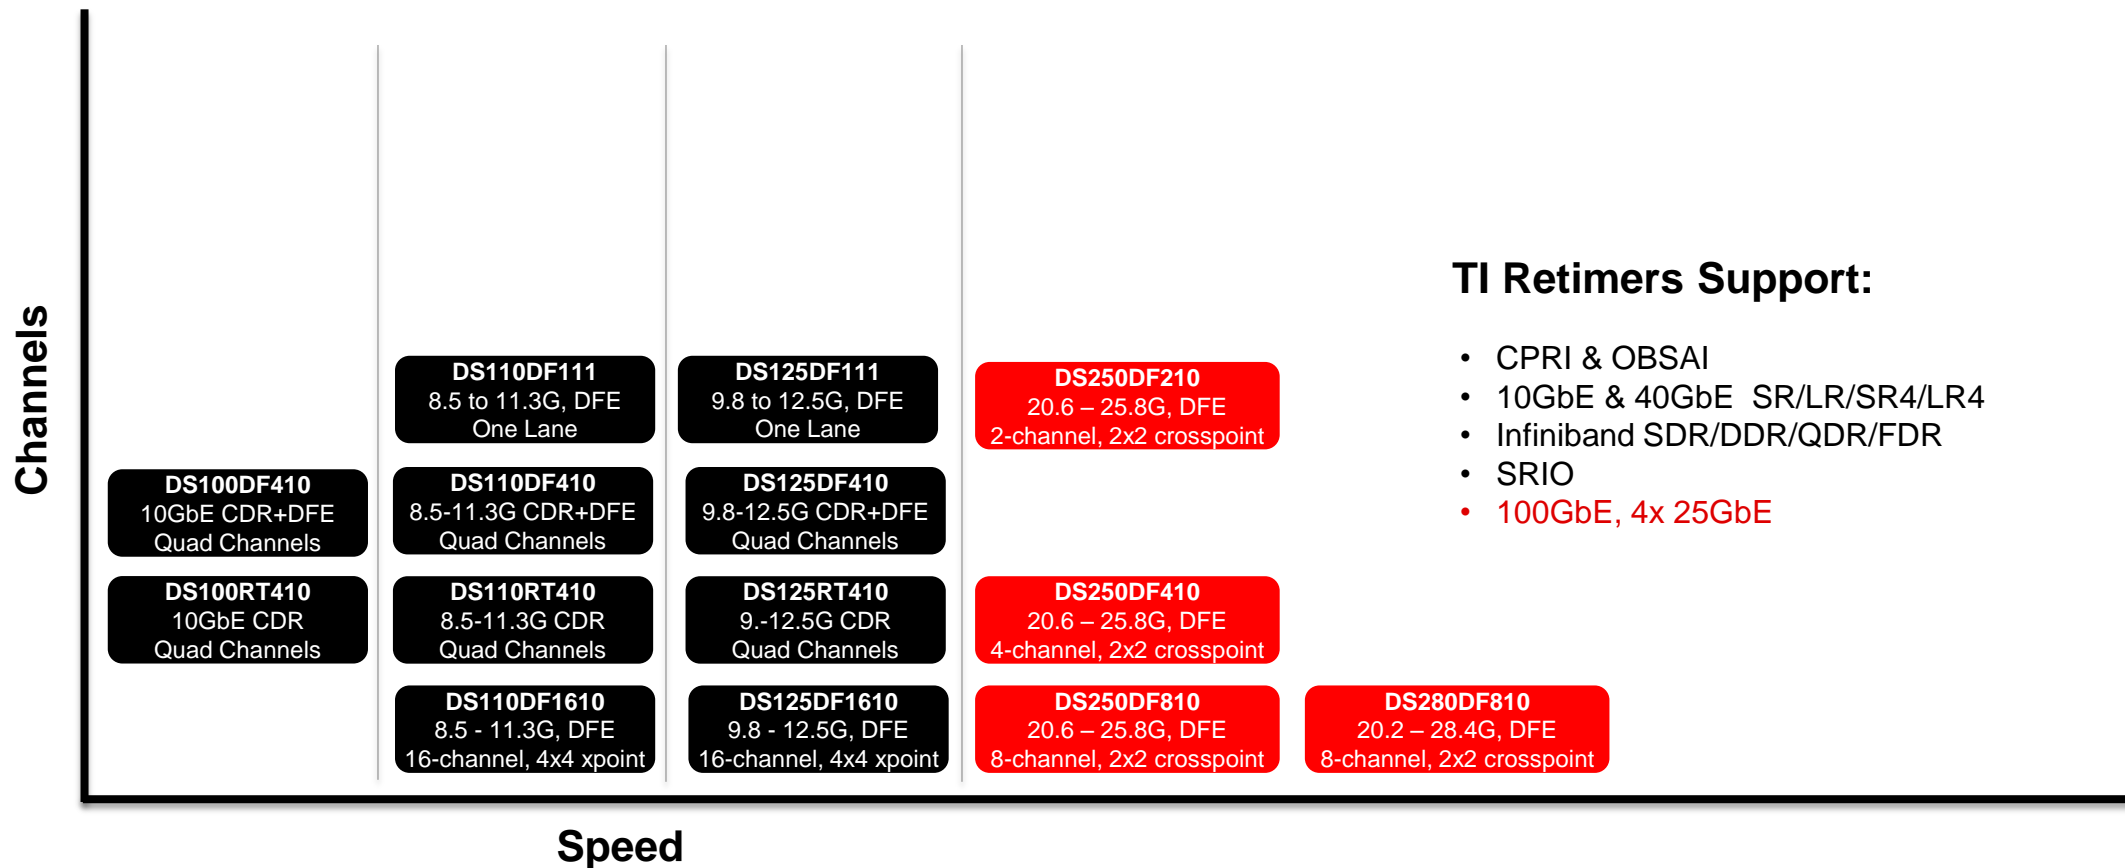 Channels
DS100DF410
10GbE CDR+DFE
Quad Channels
DS100RT410
10GbE CDR
Quad Channels
DS110DF111
8.5 to 11.3G, DFE
One Lane
DS110DF410
8.5-11.3G CDR+DFE
Quad Channels
DS110RT410
8.5-11.3G CDR
Quad Channels
DS110DF1610
8.5 - 11.3G, DFE
16-channel, 4x4 xpoint
DS125DF111
9.8 to 12.5G, DFE
One Lane
DS125DF410
9.8-12.5G CDR+DFE
Quad Channels
DS125RT410
9.-12.5G CDR
Quad Channels
DS125DF1610
9.8 - 12.5G, DFE
16-channel, 4x4 xpoint
DS250DF210
20.6 – 25.8G, DFE
2-channel, 2x2 crosspoint
DS250DF410
20.6 – 25.8G, DFE
4-channel, 2x2 crosspoint
DS250DF810
20.6 – 25.8G, DFE
8-channel, 2x2 crosspoint
DS280DF810
20.2 – 28.4G, DFE
8-channel, 2x2 crosspoint
TI Retimers Support:
• CPRI & OBSAI
• 10GbE & 40GbE SR/LR/SR4/LR4
• Infiniband SDR/DDR/QDR/FDR
• SRIO
• 100GbE, 4x 25GbE
Speed